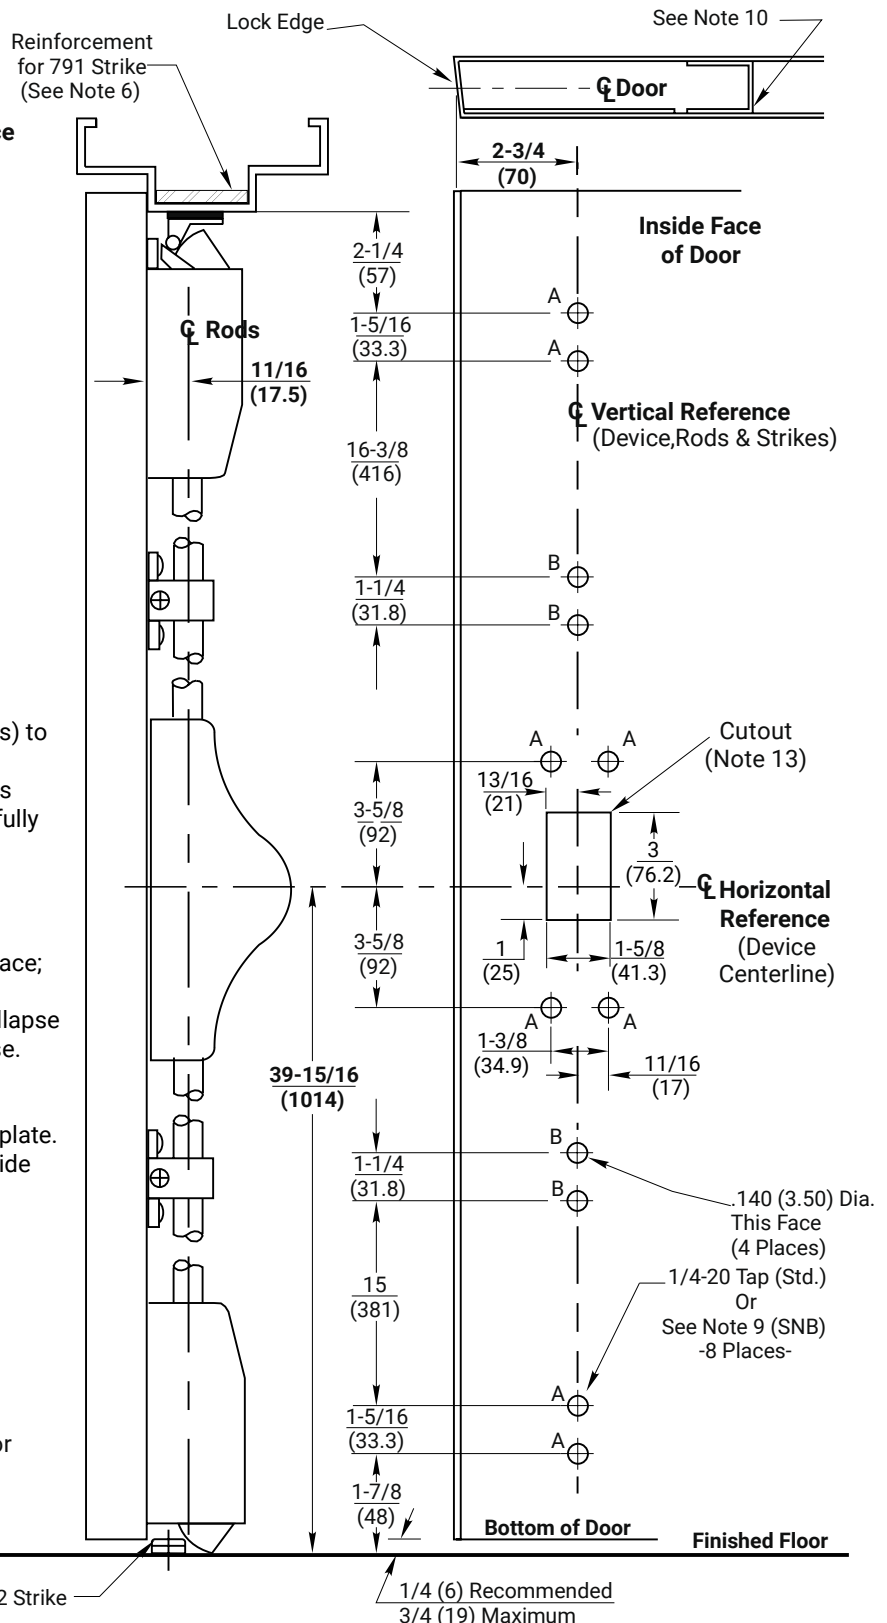 Lock Edge
See Note 10
Reinforcement
for 791 Strike
(See Note 6)
℄ Door
ce
2-3/4
(70)
Inside Face
of Door
2-1/4
(57)
A
1-5/16
(33.3)
A
℄ Rods
11/16
(17.5)
℄ Vertical Reference
(Device,Rods & Strikes)
16-3/8
(416)
B
1-1/4
(31.8)
B
s) to
s
fully
A
A
Cutout
(Note 13)
13/16
(21)
3-5/8
(92)
3
(76.2)
℄ Horizontal
Reference
(Device
Centerline)
3-5/8
(92)
1
(25)
1-5/8
(41.3)
ace;
llapse
se.
A
A
1-3/8
(34.9)
11/16
(17)
39-15/16
(1014)
plate.
ide
B
1-1/4
(31.8)
B
.140 (3.50) Dia.
This Face
(4 Places)
15
(381)
1/4-20 Tap (Std.)
Or
See Note 9 (SNB)
-8 Places-
A
1-5/16
(33.3)
A
or
1-7/8
(48)
Bottom of Door
Finished Floor
2 Strike
1/4 (6) Recommended
3/4 (19) Maximum